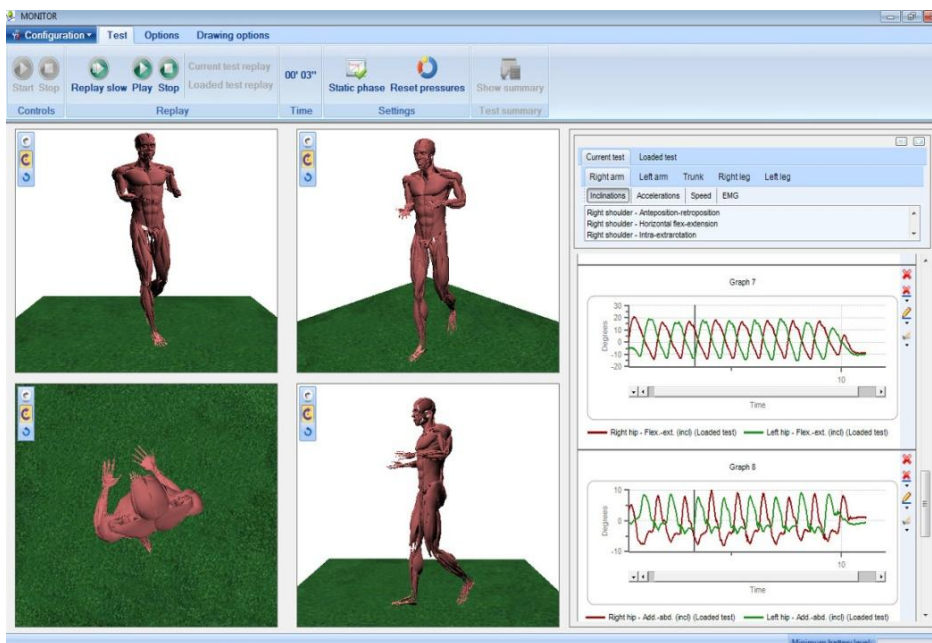 MONITOR
Configuration Test Options Drawing options
Start Stop Replay slow Play Stop Current test replay
Loaded test replay
00' 03" Static phase Reset pressures Show summary
Controls Replay Time Settings Test summary
Current test Loaded test
Right arm Left arm Trunk Right leg Left leg
Inclinations Accelerations Speed EMG
Right shoulder - Anteposition-retroposition
Right shoulder - Horizontal flex-extension
Right shoulder - Intra-extrarotation
Graph 7
Degrees
30
20
10
0
-10
-20
10
Time
Right hip - Flex.-ext. (incl) (Loaded test) Left hip - Flex.-ext. (incl) (Loaded test)
Graph 8
Degrees
10
0
-10
10
Time
Right hip - Add.-abd. (incl) (Loaded test) Left hip - Add.-abd. (incl) (Loaded test)
Minimum battery level: